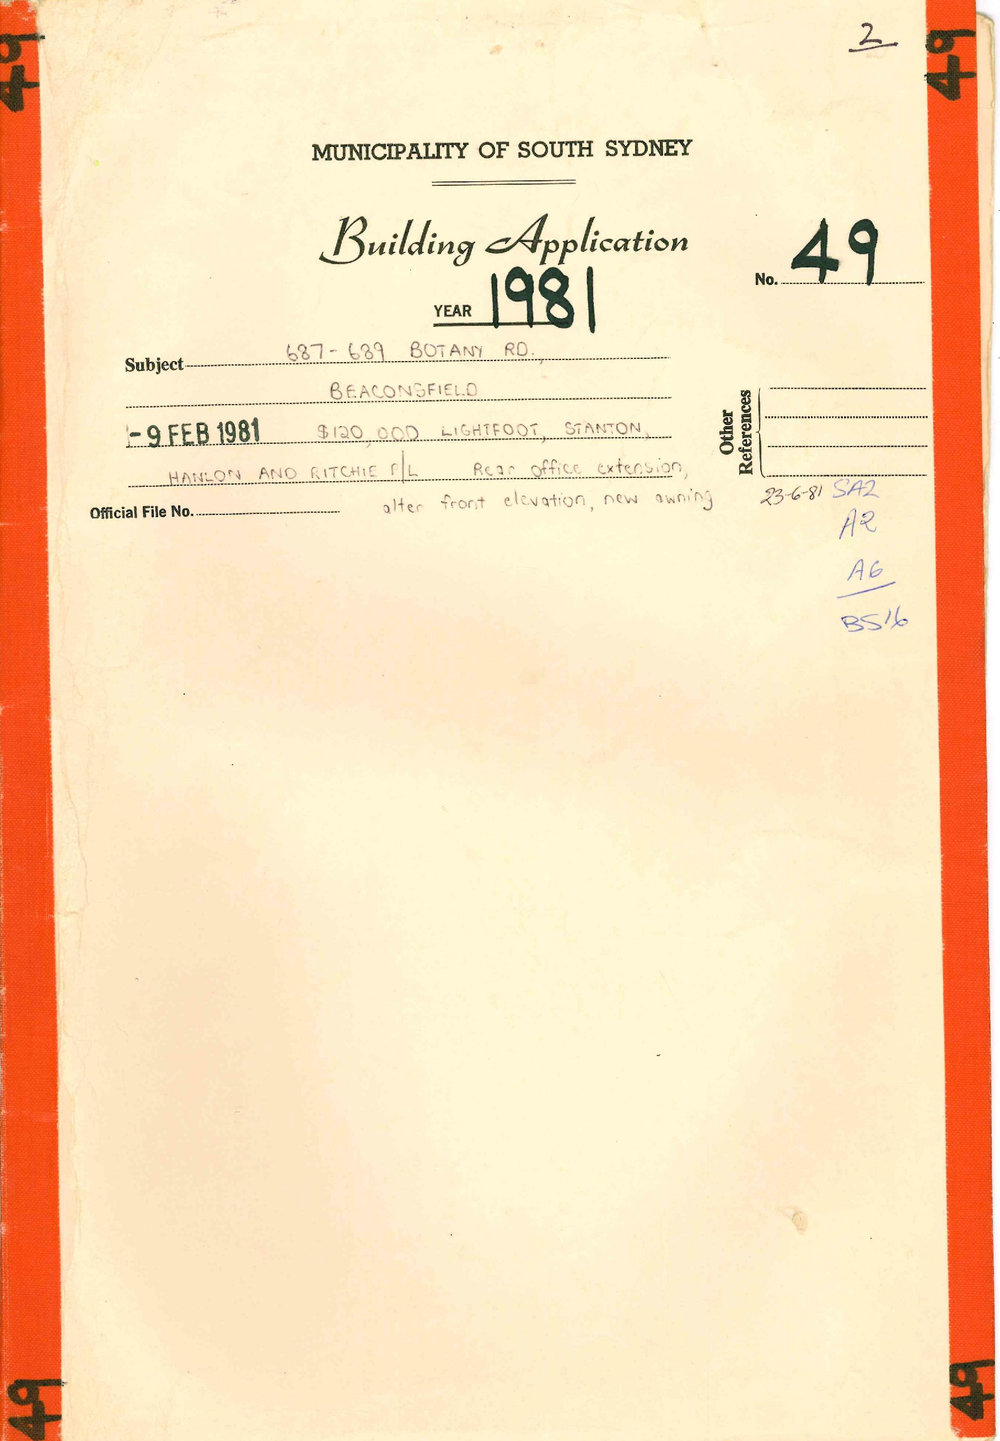 49
2
49
MUNICIPALITY OF SOUTH SYDNEY
Building Application
No. 49
YEAR 1981
Subject 687-689 BOTANY RD.,
BEACONSFIELD
Other References
-9 FEB 1981 $120,000 LIGHTFOOT, STANTON,
HANLON AND RITCHIE P/L Rear office extension,
alter front elevation, new awning
Official File No.
23-6-81 SA2
A2
A6
BS16
49
49